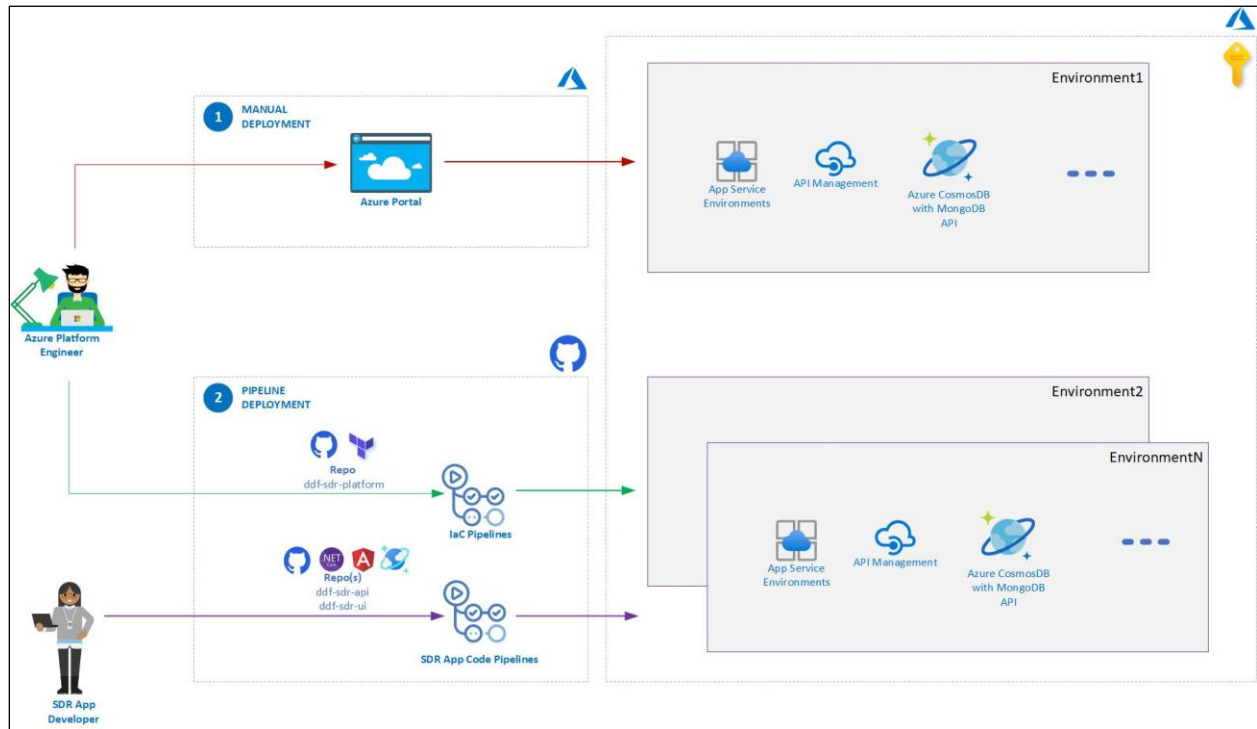 Environment1
1
MANUAL
DEPLOYMENT
Azure Portal
App Service
Environments
API Management
Azure CosmosDB
with MongoDB
API
Azure Platform
Engineer
2
PIPELINE
DEPLOYMENT
Repo
ddf-sdr-platform
IaC Pipelines
NET
Core
A
Repo(s)
ddf-sdr-api
ddf-sdr-ui
SDR App Code Pipelines
SDR App
Developer
Environment2
EnvironmentN
App Service
Environments
API Management
Azure CosmosDB
with MongoDB
API